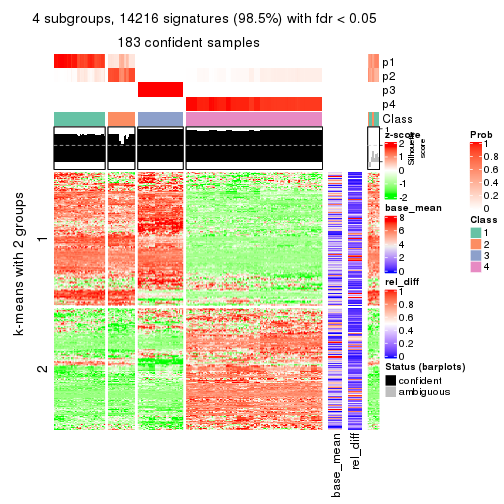 4 subgroups, 14216 signatures (98.5%) with fdr < 0.05
183 confident samples
p1
p2
p3
p4
Class
1
Silhouette
score
k-means with 2 groups
1
2
base_mean
rel_diff
z-score
2
1
0
-1
-2
base_mean
8
6
4
2
0
rel_diff
1
0.8
0.6
0.4
0.2
0
Status (barplots)
confident
ambiguous
Prob
1
0.8
0.6
0.4
0.2
0
Class
1
2
3
4